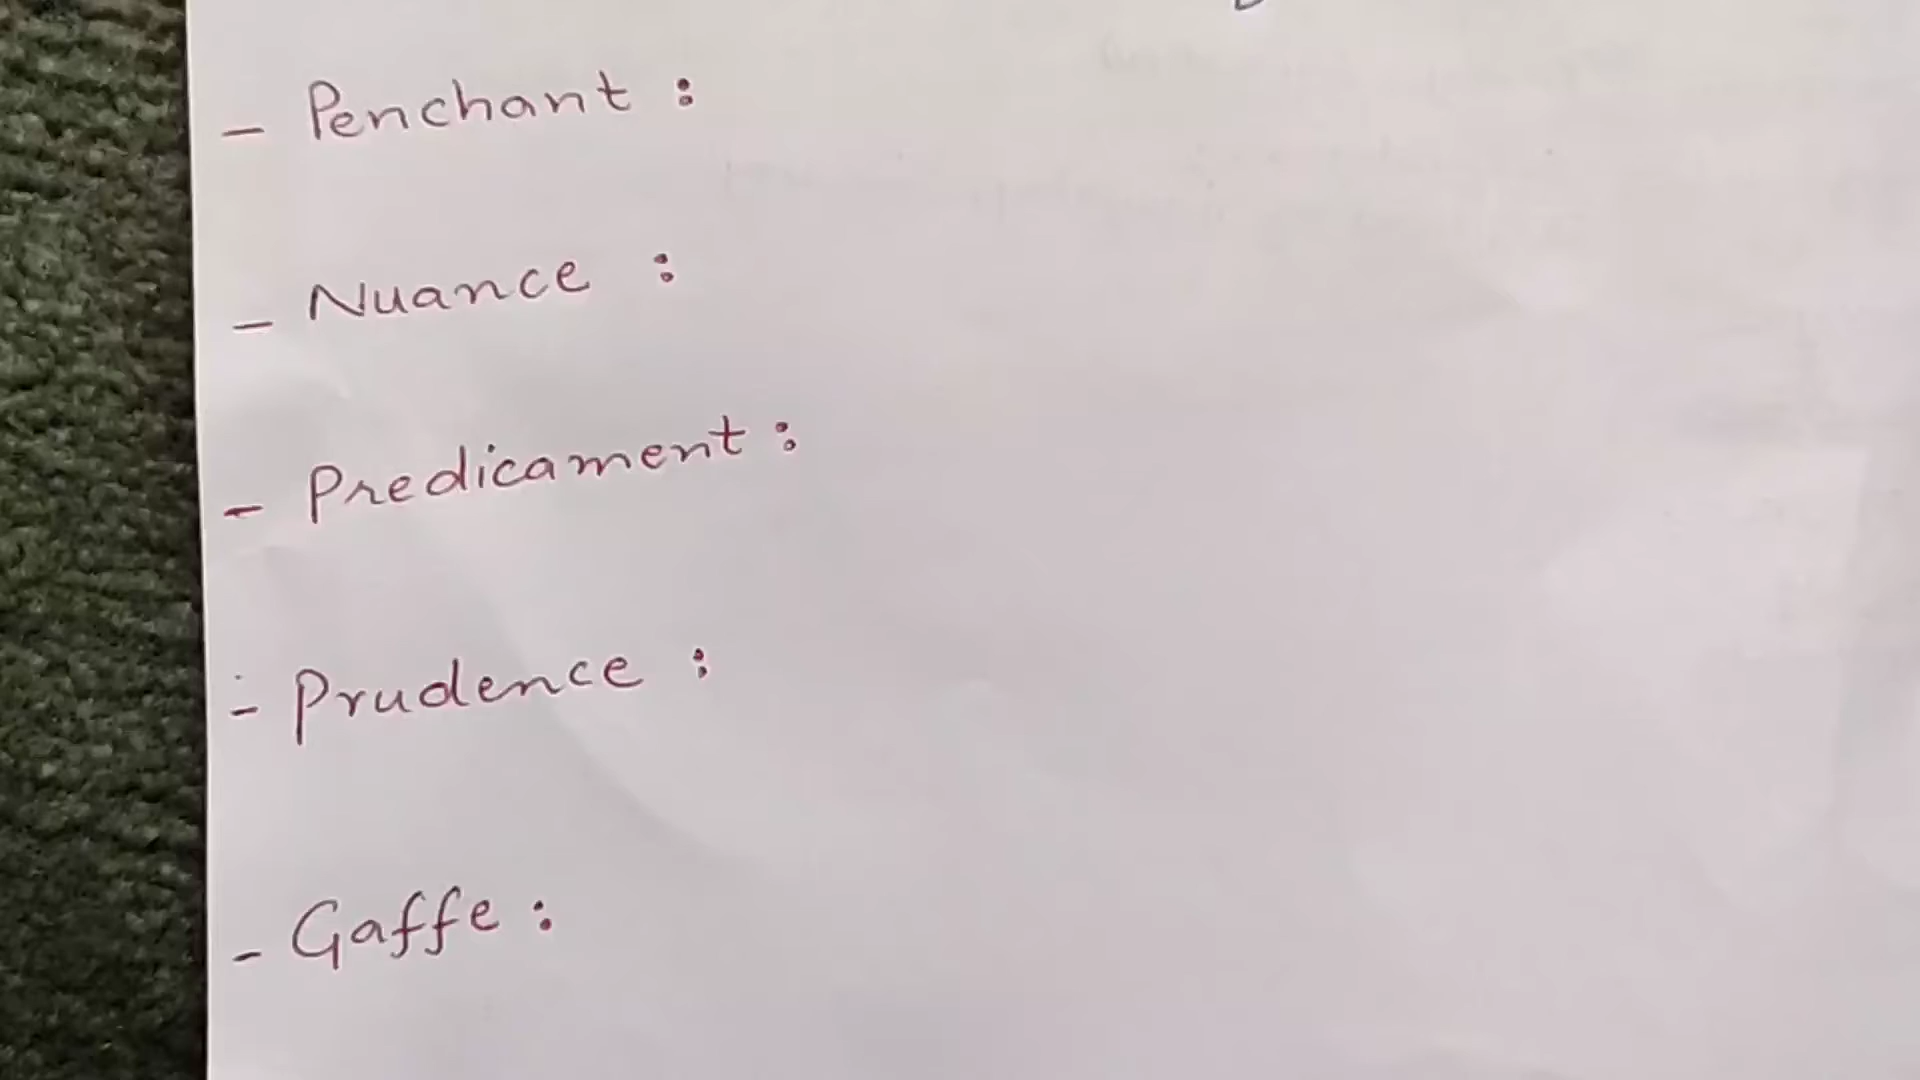 - Penchant :
- Nuance :
- Predicament :
- Prudence :
- Gaffe :